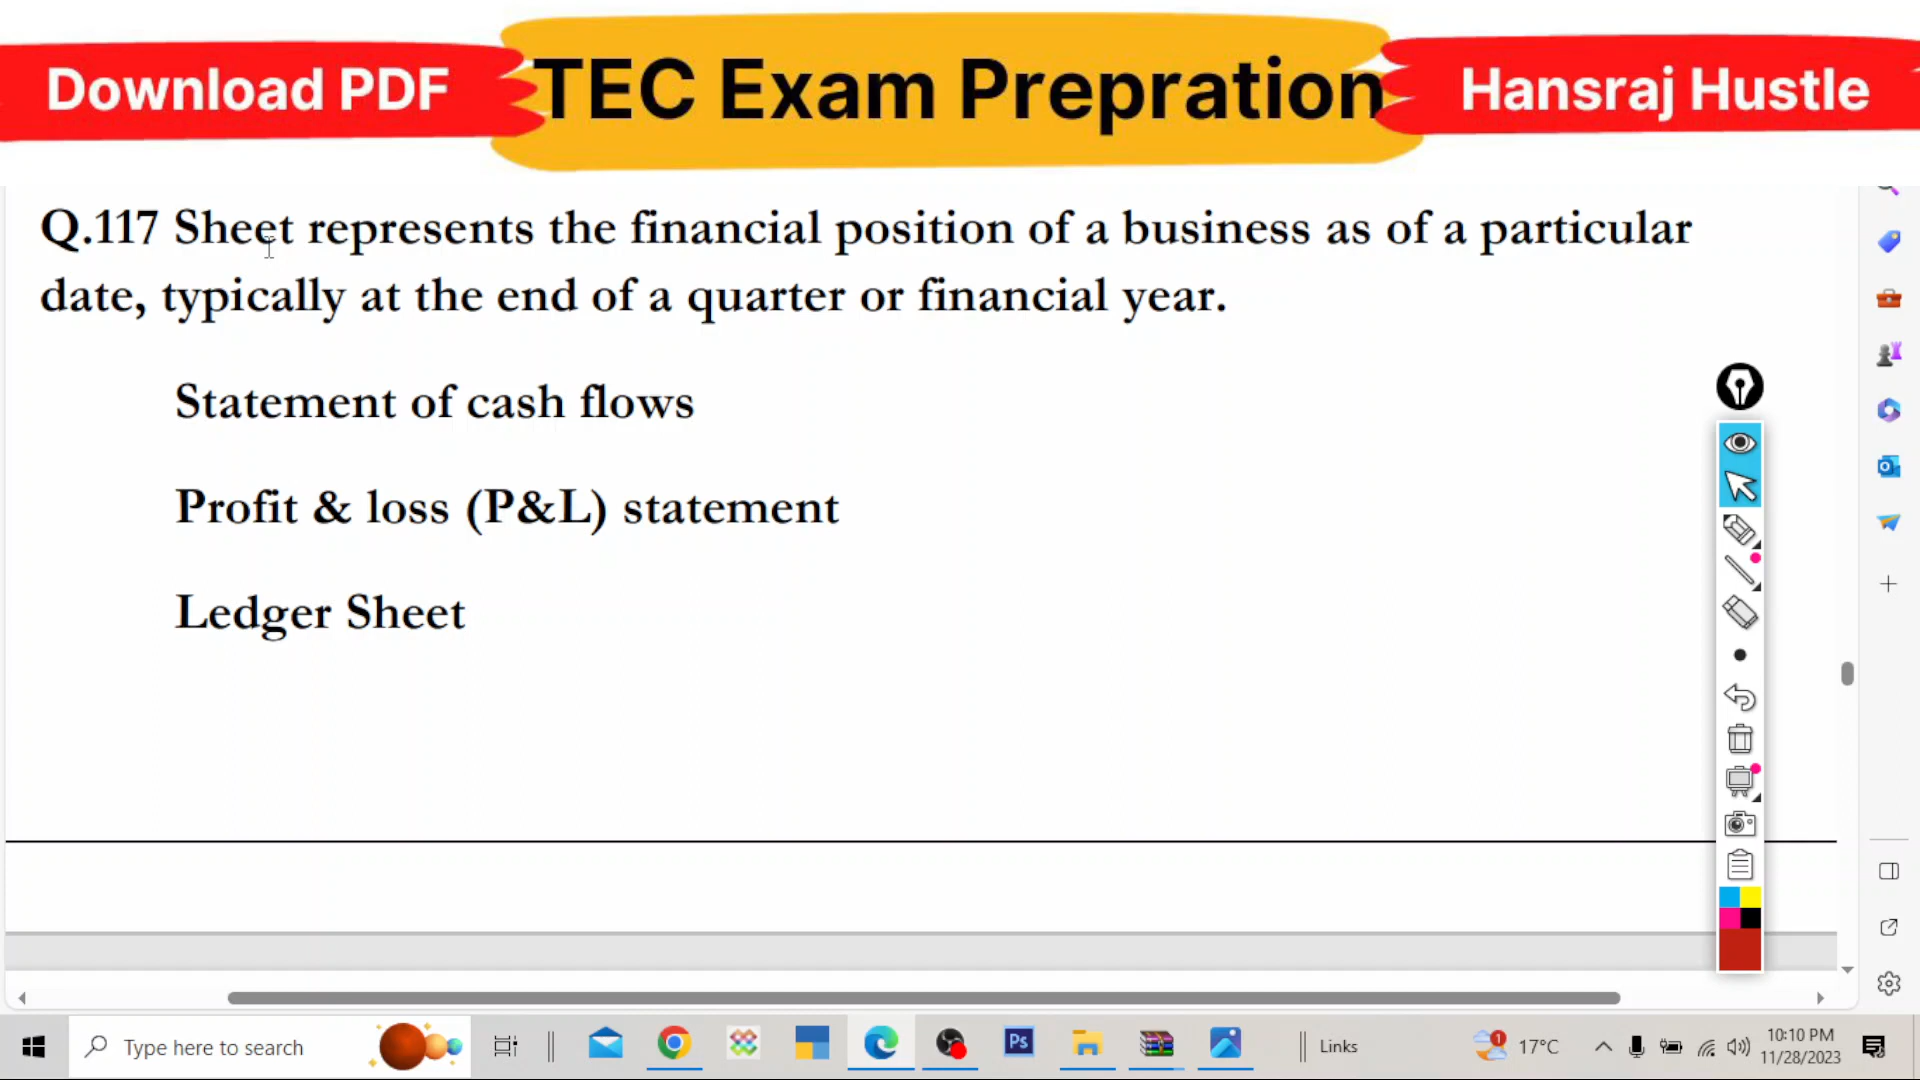 Download PDF
TEC Exam Prepration
Hansraj Hustle
Q.117 Sheet represents the financial position of a business as of a particular
date, typically at the end of a quarter or financial year.
Statement of cash flows
Profit & loss (P&L) statement
Ledger Sheet
Type here to search
Ps
Links
1
17°C
10:10 PM
11/28/2023